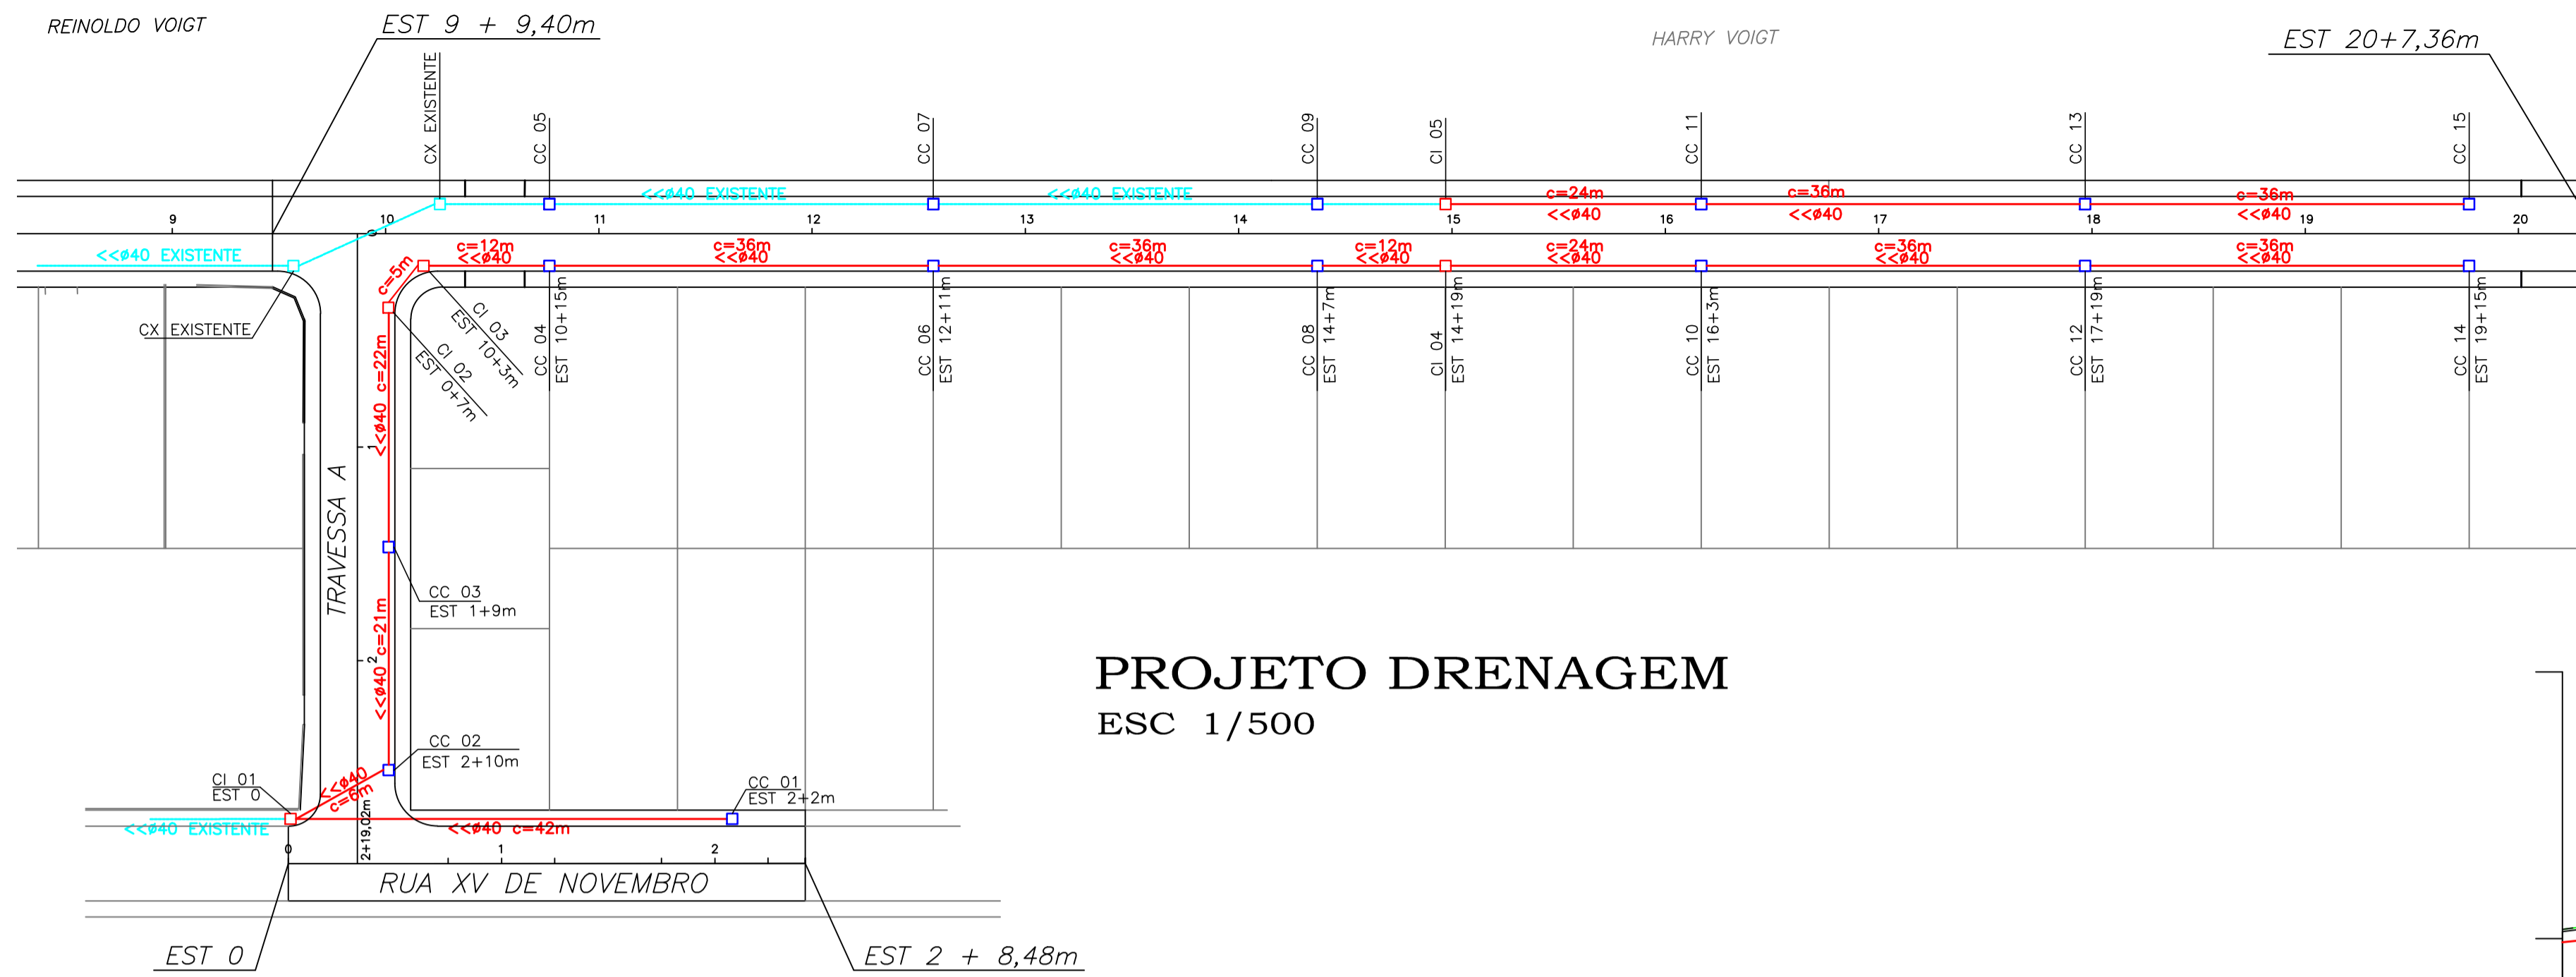 REINOLDO VOIGT
EST 9 + 9,40m
HARRY VOIGT
EST 20+7,36m
CX EXISTENTE
CC 05
CC 07
CC 09
CI 05
CC 11
CC 13
CC 15
<<ø40 EXISTENTE
<<ø40 EXISTENTE
c=24m
<<ø40
c=36m
<<ø40
c=36m
<<ø40
9
10
11
12
13
14
15
16
17
18
19
20
0
<<ø40 EXISTENTE
c=12m
<<ø40
c=36m
<<ø40
c=36m
<<ø40
c=12m
<<ø40
c=24m
<<ø40
c=36m
<<ø40
c=36m
<<ø40
c=5m
CX EXISTENTE
CI 03
EST 10+3m
CI 02
EST 0+7m
CC 04
EST 10+15m
CC 06
EST 12+11m
CC 08
EST 14+7m
CI 04
EST 14+19m
CC 10
EST 16+3m
CC 12
EST 17+19m
CC 14
EST 19+15m
<<ø40 c=22m
1
TRAVESSA A
CC 03
EST 1+9m
<<ø40 c=21m
2
PROJETO DRENAGEM
ESC 1/500
CC 02
EST 2+10m
CI 01
EST 0
<<ø40
c=6m
CC 01
EST 2+2m
<<ø40 EXISTENTE
<<ø40 c=42m
2+19,02m
0
1
2
RUA XV DE NOVEMBRO
EST 0
EST 2 + 8,48m